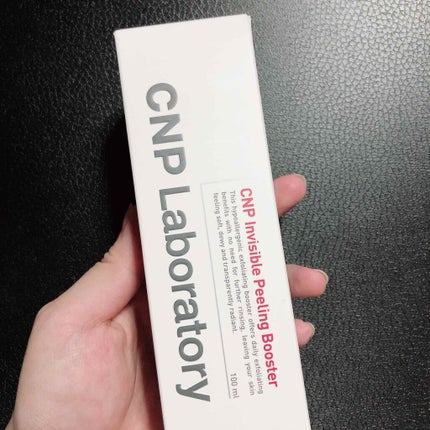 CNP Laboratory
CNP Invisible Peeling Booster
This hypoallergenic exfoliating booster offers daily exfoliating
benefits with no need for further rinsing, leaving your skin
feeling soft, dewy and transparently radiant.
100 ml